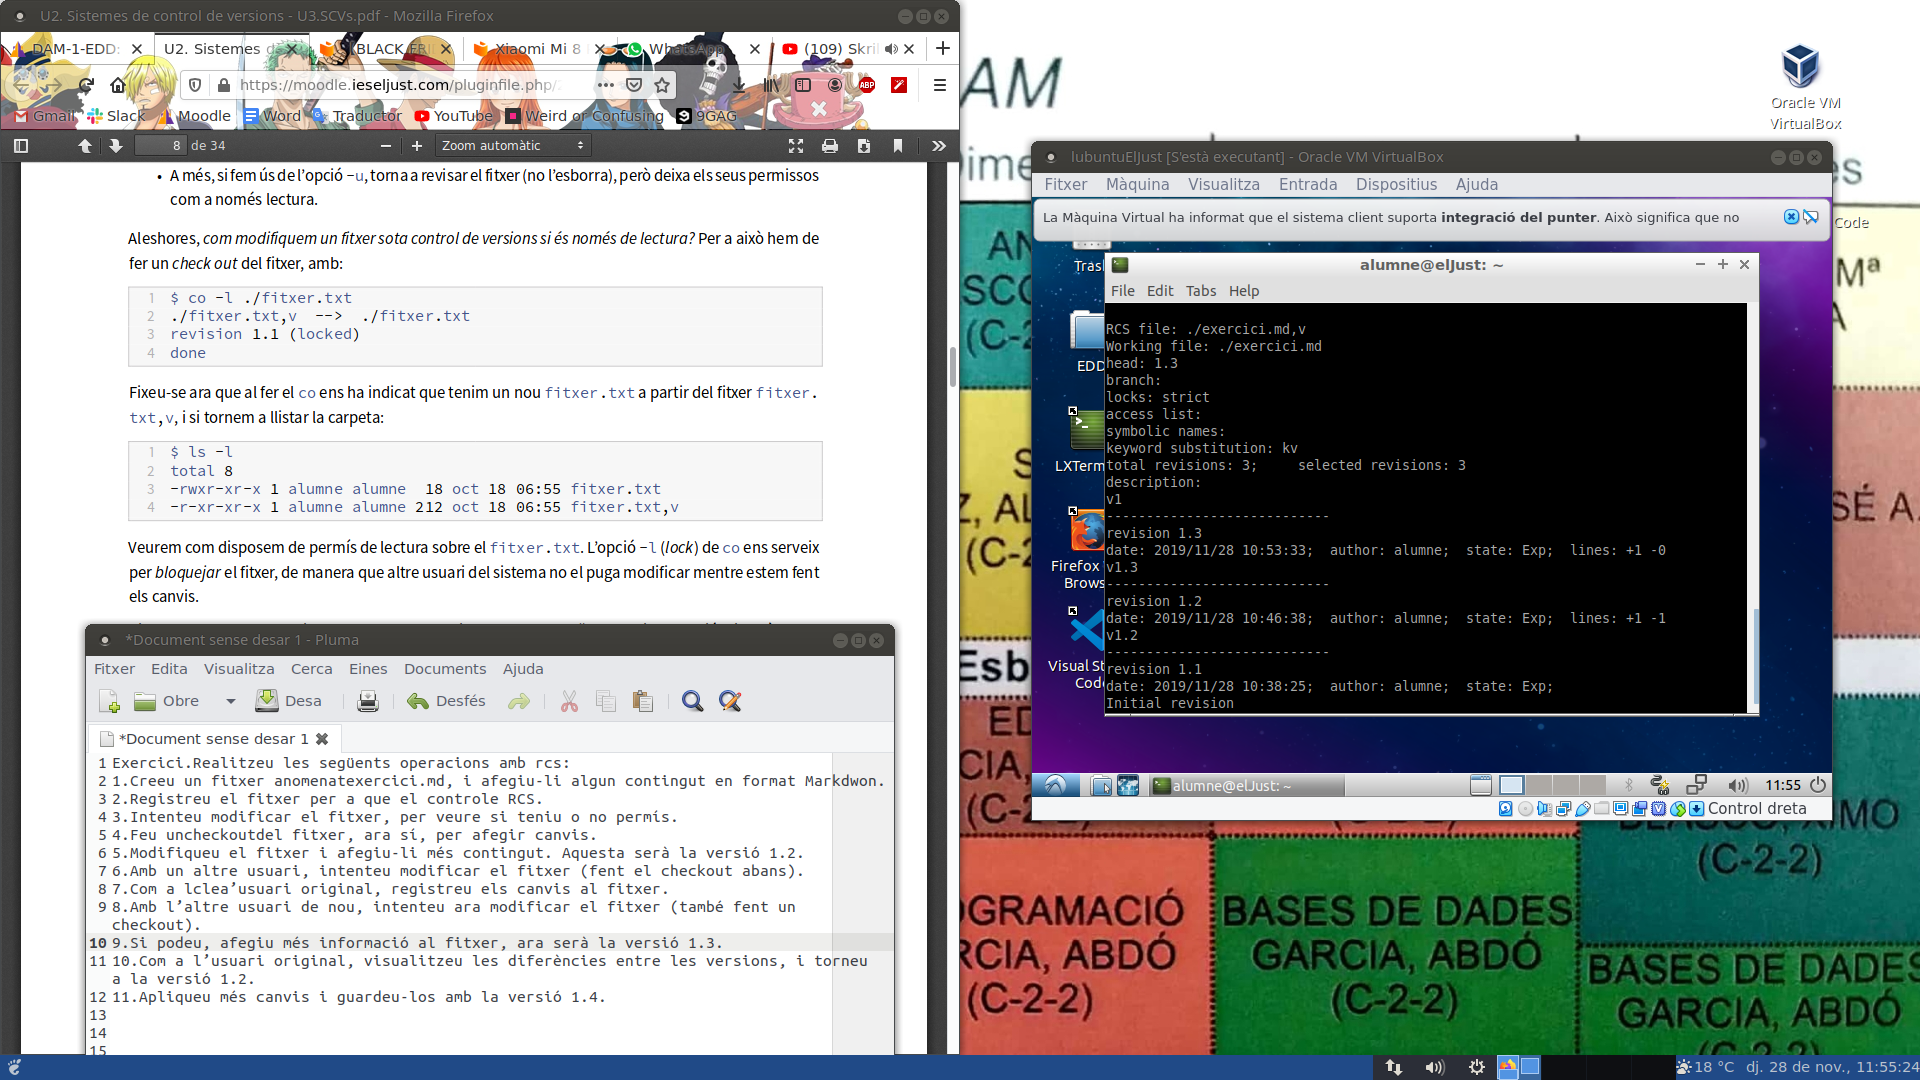 U2. Sistemes de control de versions - U3.SCVs.pdf - Mozilla Firefox
DAM-1-EDD:
U2. Sistemes d
BLACK FRI
Xiaomi Mi 8
WhatsApp
(109) Skril
https://moodle.ieseljust.com/pluginfile.php/
ABP
Gmail Slack Moodle Word Traductor YouTube Weird or Confusing 9GAG
8 de 34
Zoom automàtic
• A més, si fem ús de l'opció -u, torna a revisar el fitxer (no l'esborra), però deixa els seus permissos
com a només lectura.
Aleshores, com modifiquem un fitxer sota control de versions si és només de lectura? Per a això hem de
fer un check out del fitxer, amb:
1 $ co -l ./fitxer.txt
2 ./fitxer.txt,v --> ./fitxer.txt
3 revision 1.1 (locked)
4 done
Fixeu-se ara que al fer el co ens ha indicat que tenim un nou fitxer.txt a partir del fitxer fitxer.
txt,v, i si tornem a llistar la carpeta:
1 $ ls -l
2 total 8
3 -rwxr-xr-x 1 alumne alumne 18 oct 18 06:55 fitxer.txt
4 -r-xr-xr-x 1 alumne alumne 212 oct 18 06:55 fitxer.txt,v
Veurem com disposem de permís de lectura sobre el fitxer.txt. L'opció -l (lock) de co ens serveix
per bloquejar el fitxer, de manera que altre usuari del sistema no el puga modificar mentre estem fent
els canvis.
*Document sense desar 1 - Pluma
Fitxer Edita Visualitza Cerca Eines Documents Ajuda
Obre Desa Desfés
*Document sense desar 1
1 Exercici.Realitzeu les següents operacions amb rcs:
2 1.Creeu un fitxer anomenatexercici.md, i afegiu-li algun contingut en format Markdwon.
3 2.Registreu el fitxer per a que el controle RCS.
4 3.Intenteu modificar el fitxer, per veure si teniu o no permís.
5 4.Feu uncheckoutdel fitxer, ara sí, per afegir canvis.
6 5.Modifiqueu el fitxer i afegiu-li més contingut. Aquesta serà la versió 1.2.
7 6.Amb un altre usuari, intenteu modificar el fitxer (fent el checkout abans).
8 7.Com a lclea'usuari original, registreu els canvis al fitxer.
9 8.Amb l'altre usuari de nou, intenteu ara modificar el fitxer (també fent un
checkout).
10 9.Si podeu, afegiu més informació al fitxer, ara serà la versió 1.3.
11 10.Com a l'usuari original, visualitzeu les diferències entre les versions, i torneu
a la versió 1.2.
12 11.Apliqueu més canvis i guardeu-los amb la versió 1.4.
13
14
15
AM
Oracle VM
VirtualBox
Dime
es
lubuntuElJust [S'està executant] - Oracle VM VirtualBox
Fitxer Màquina Visualitza Entrada Dispositius Ajuda
La Màquina Virtual ha informat que el sistema client suporta integració del punter. Això significa que no
Code
Trash
EDD
LXTerm
Firefox
Brows
Visual St
Code
alumne@elJust: ~
File Edit Tabs Help
RCS file: ./exercici.md,v
Working file: ./exercici.md
head: 1.3
branch:
locks: strict
access list:
symbolic names:
keyword substitution: kv
total revisions: 3; selected revisions: 3
description:
v1
----------------------------
revision 1.3
date: 2019/11/28 10:53:33; author: alumne; state: Exp; lines: +1 -0
v1.3
----------------------------
revision 1.2
date: 2019/11/28 10:46:38; author: alumne; state: Exp; lines: +1 -1
v1.2
----------------------------
revision 1.1
date: 2019/11/28 10:38:25; author: alumne; state: Exp;
Initial revision
alumne@elJust: ~
11:55
Control dreta
AN
SCO
(C-2
Mª
A
S
Z, AL
(C-2
SÉ A.
Esb
ED
CIA,
(C-2
OGRAMACIÓ
RCIA, ABDÓ
(C-2-2)
BASES DE DADES
GARCIA, ABDÓ
(C-2-2)
BLASCO, XIMO
(C-2-2)
BASES DE DADES
GARCIA, ABDÓ
(C-2-2)
18 °C dj. 28 de nov., 11:55:24